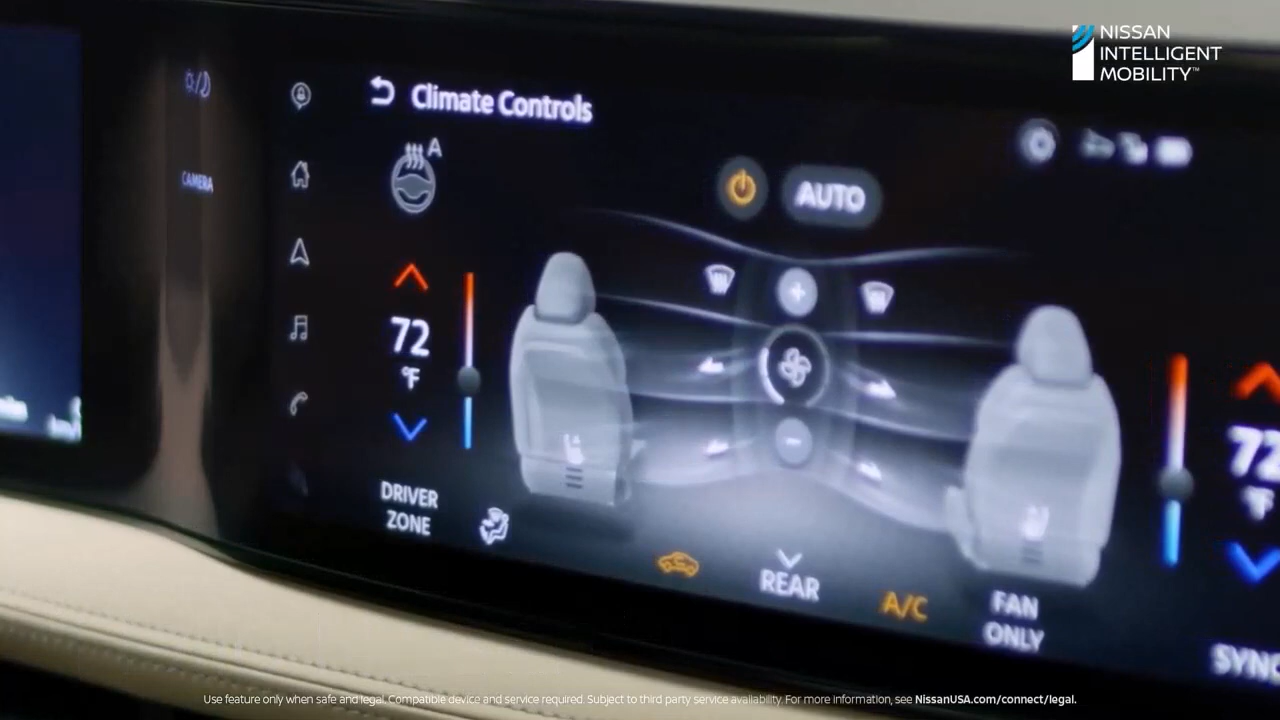 NISSAN
INTELLIGENT
MOBILITY™
CAMERA
Climate Controls
A
AUTO
72
°F
DRIVER
ZONE
REAR
A/C
FAN
ONLY
72
°F
SYNC
Use feature only when safe and legal. Compatible device and service required. Subject to third party service availability. For more information, see NissanUSA.com/connect/legal.